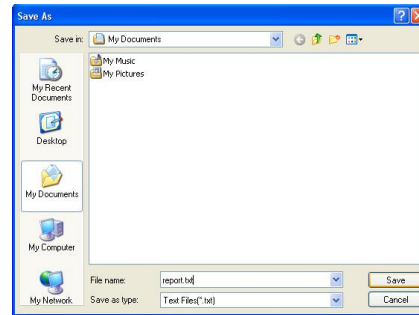 Save As
Save in:
My Documents
My Music
My Pictures
My Recent
Documents
Desktop
My Documents
My Computer
My Network
File name:
report.txt
Save
Save as type:
Text Files(*.txt)
Cancel